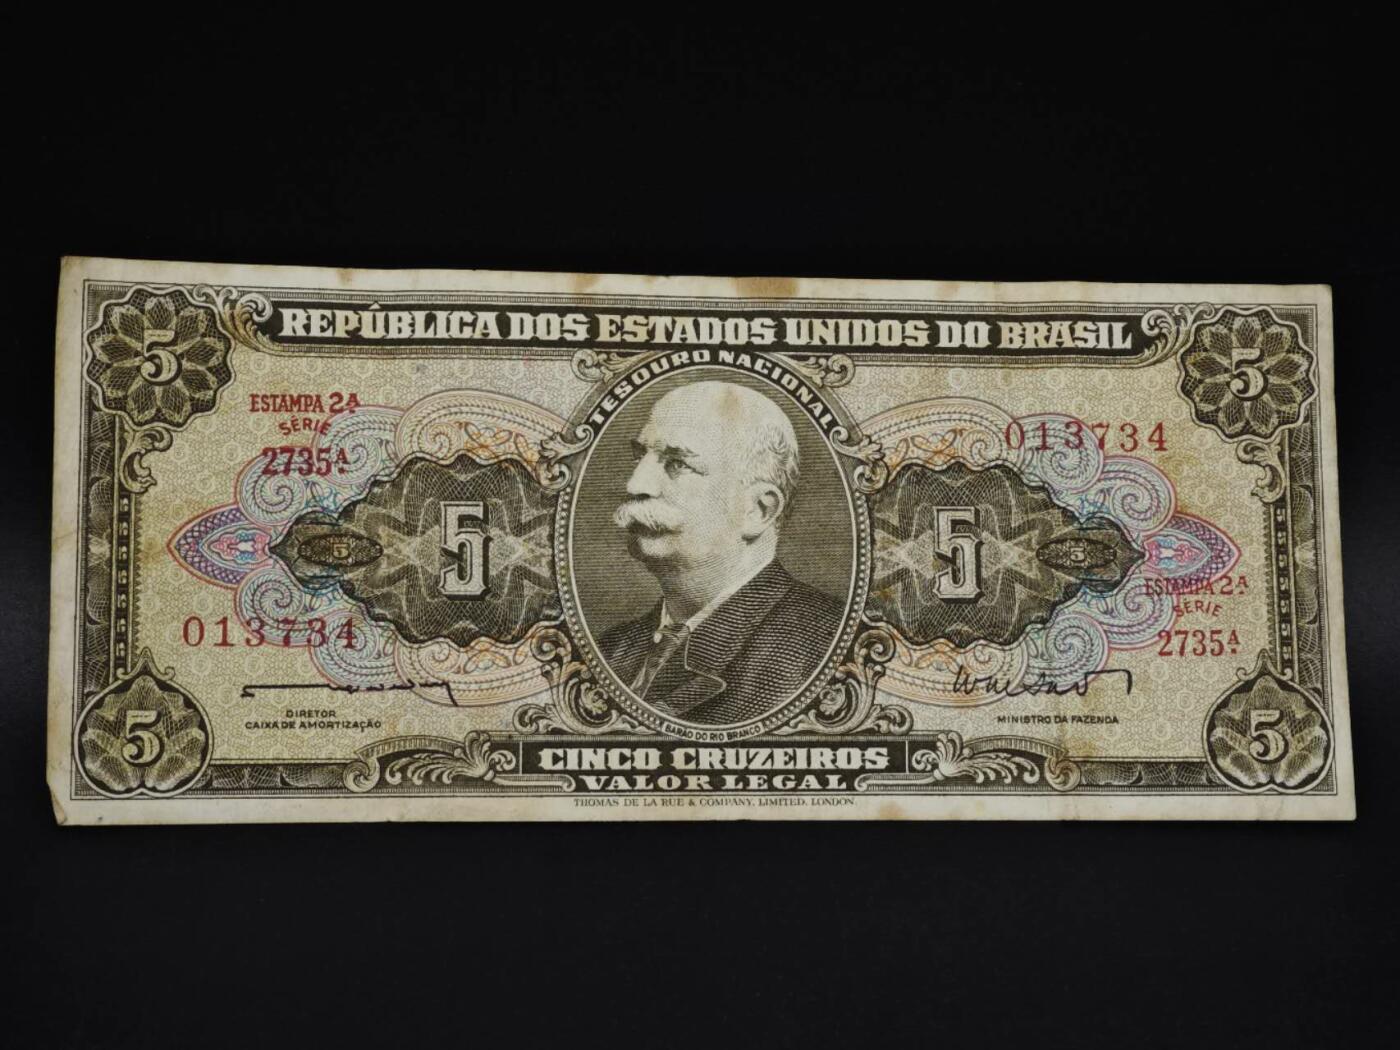 5
REPÚBLICA DOS ESTADOS UNIDOS DO BRASIL
5
TESOURO NACIONAL
ESTAMPA 2ª
SÉRIE
2735ª
013734
5
5
5
5
ESTAMPA 2ª
SÉRIE
2735ª
013734
DIRETOR
CAIXA DE AMORTIZAÇÃO
MINISTRO DA FAZENDA
BARÃO DO RIO BRANCO
5
CINCO CRUZEIROS
5
VALOR LEGAL
THOMAS DE LA RUE & COMPANY, LIMITED, LONDON.